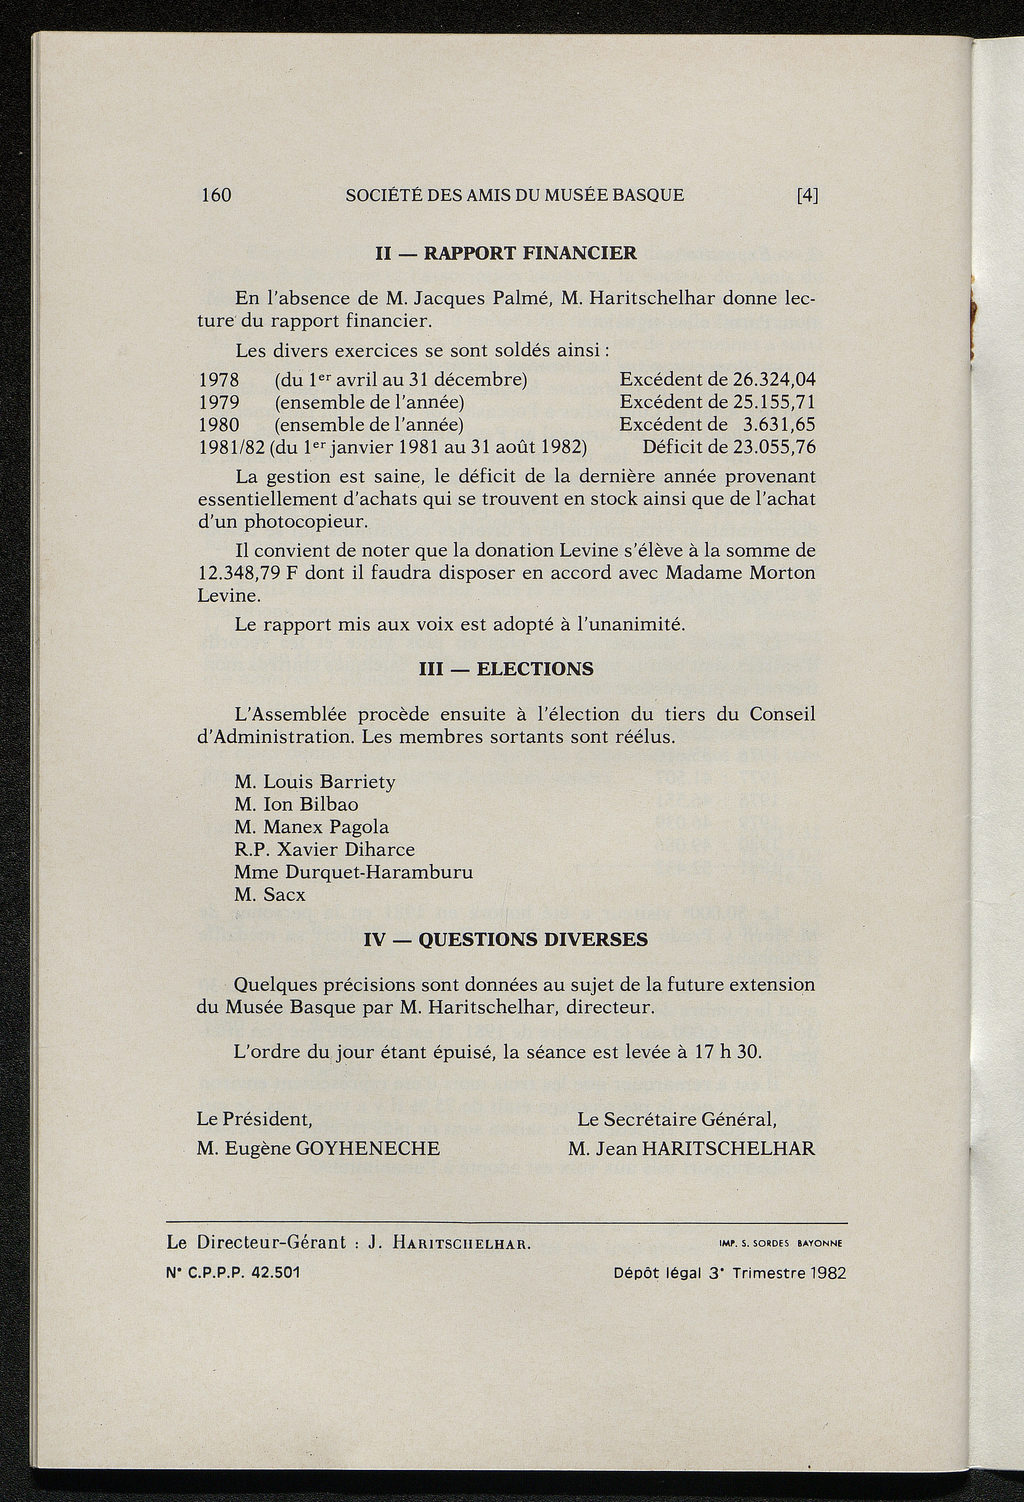 160 SOCIÉTÉ DES AMIS DU MUSÉE BASQUE [4]
II — RAPPORT FINANCIER
En l'absence de M. Jacques Palmé, M. Haritschelhar donne lec-
ture du rapport financier.
Les divers exercices se sont soldés ainsi :
1978 (du 1er avril au 31 décembre) Excédent de 26.324,04
1979 (ensemble de l'année) Excédent de 25.155,71
1980 (ensemble de l'année) Excédent de 3.631,65
1981/82 (du 1er janvier 1981 au 31 août 1982) Déficit de 23.055,76
La gestion est saine, le déficit de la dernière année provenant
essentiellement d'achats qui se trouvent en stock ainsi que de l'achat
d'un photocopieur.
Il convient de noter que la donation Levine s'élève à la somme de
12.348,79 F dont il faudra disposer en accord avec Madame Morton
Levine.
Le rapport mis aux voix est adopté à l'unanimité.
III — ELECTIONS
L'Assemblée procède ensuite à l'élection du tiers du Conseil
d'Administration. Les membres sortants sont réélus.
M. Louis Barriety
M. Ion Bilbao
M. Manex Pagola
R.P. Xavier Diharce
Mme Durquet-Haramburu
M. Sacx
IV — QUESTIONS DIVERSES
Quelques précisions sont données au sujet de la future extension
du Musée Basque par M. Haritschelhar, directeur.
L'ordre du jour étant épuisé, la séance est levée à 17 h 30.
Le Président, Le Secrétaire Général,
M. Eugène GOYHENECHE M. Jean HARITSCHELHAR
Le Directeur-Gérant : J. HARITSCHELHAR. IMP. S. SORDES BAYONNE
N° C.P.P.P. 42.501 Dépôt légal 3e Trimestre 1982